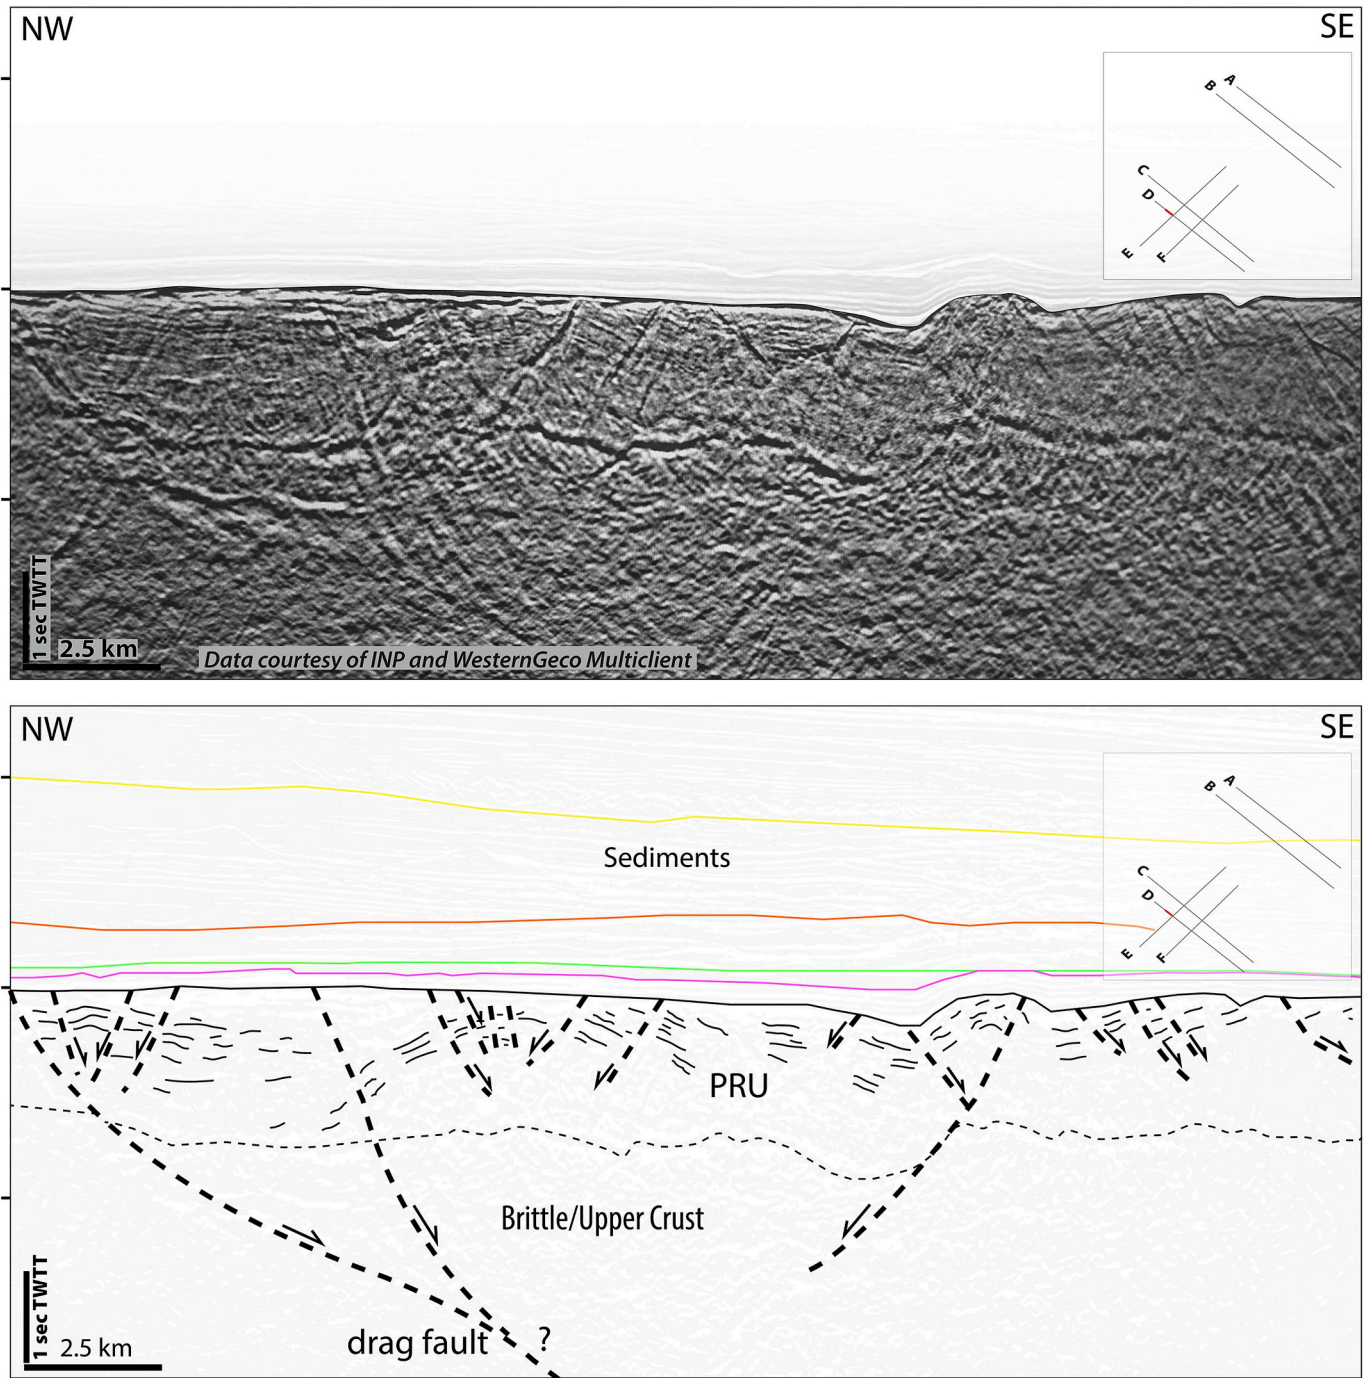 NW
SE
A
B
C
D
E
F
1 sec TWTT
2.5 km
Data courtesy of INP and WesternGeco Multiclient
NW
SE
A
B
Sediments
C
D
E
F
PRU
Brittle/Upper Crust
1 sec TWTT
2.5 km
drag fault
?